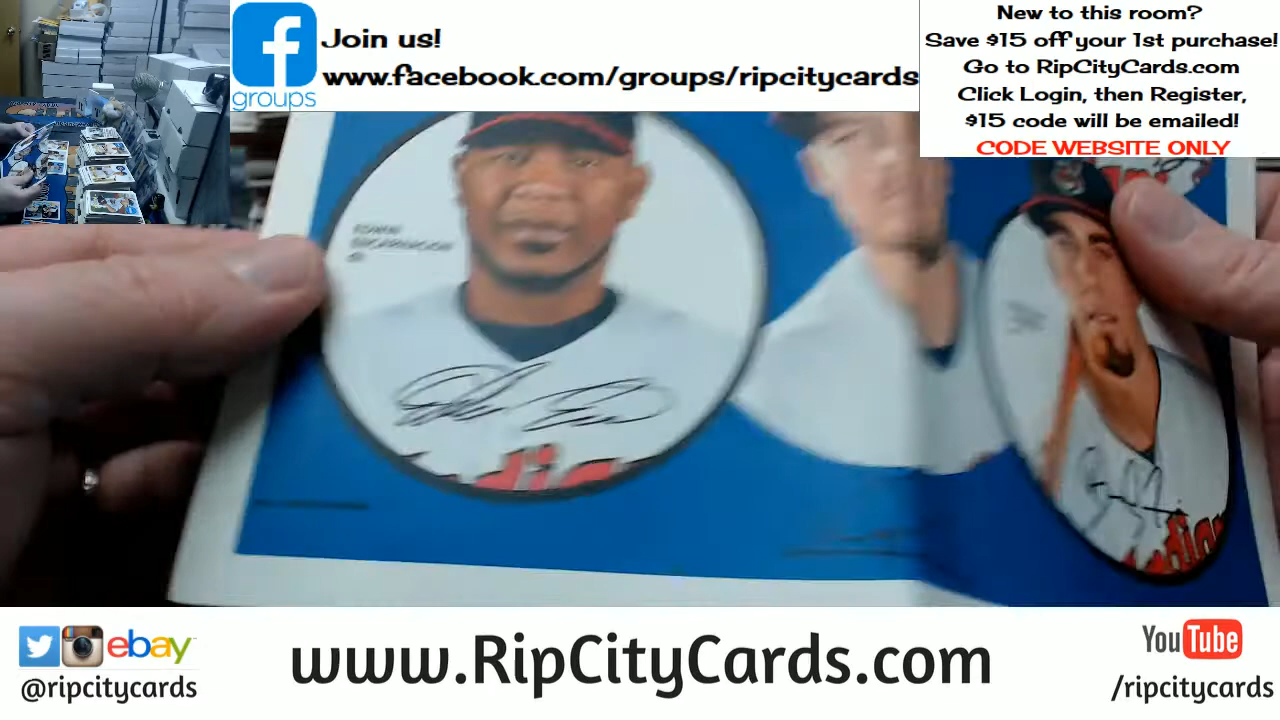 groups
Join us!
www.facebook.com/groups/ripcitycards
New to this room?
Save $15 off your 1st purchase!
Go to RipCityCards.com
Click Login, then Register,
$15 code will be emailed!
CODE WEBSITE ONLY
ebay
@ripcitycards
www.RipCityCards.com
YouTube
/ripcitycards